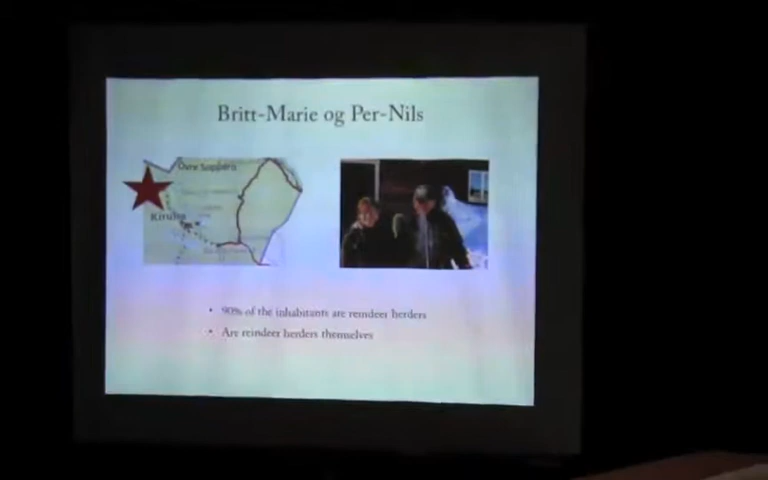 Britt-Marie og Per-Nils
Övre Soppero
Kiruna
• 90% of the inhabitants are reindeer herders
• Are reindeer herders themselves